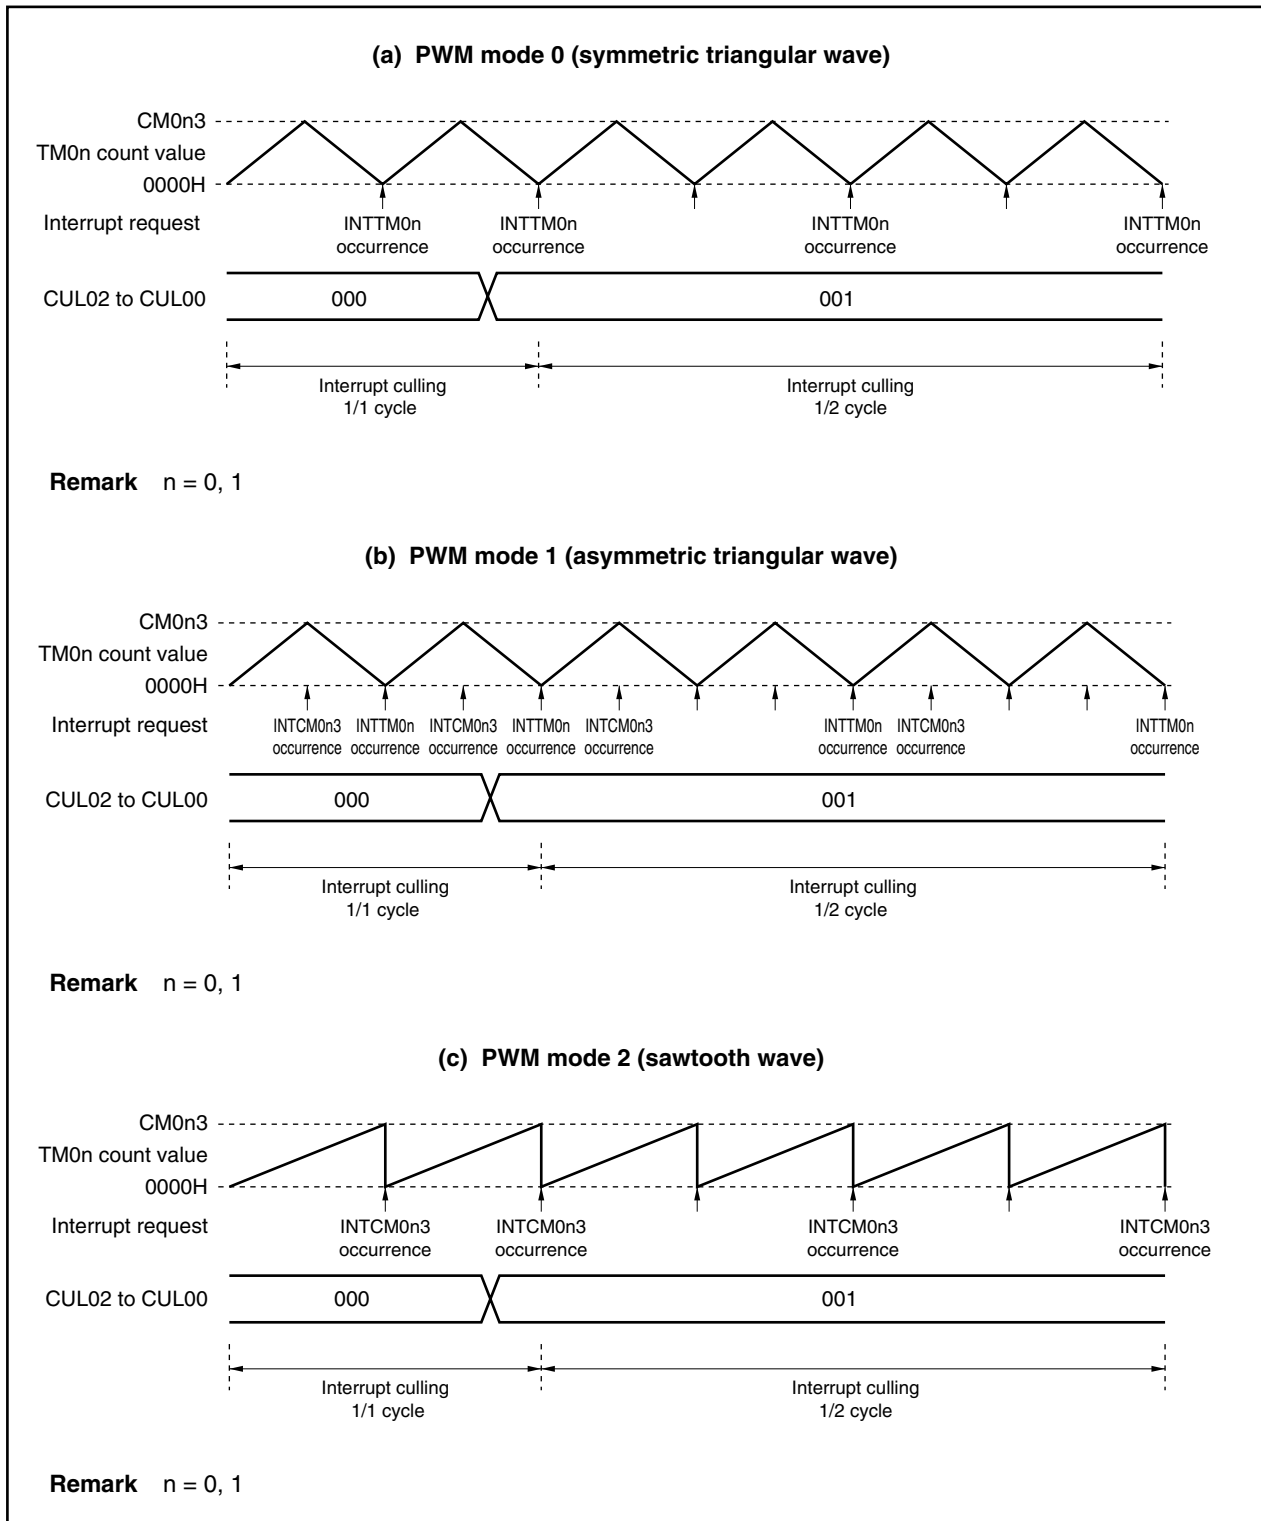 (a) PWM mode 0 (symmetric triangular wave)
CM0n3
TM0n count value
0000H
Interrupt request
INTTM0n occurrence
INTTM0n occurrence
INTTM0n occurrence
INTTM0n occurrence
CUL02 to CUL00
000
001
Interrupt culling
1/1 cycle
Interrupt culling
1/2 cycle
Remark n = 0, 1
(b) PWM mode 1 (asymmetric triangular wave)
CM0n3
TM0n count value
0000H
Interrupt request
INTCM0n3 occurrence
INTTM0n occurrence
INTCM0n3 occurrence
INTTM0n occurrence
INTCM0n3 occurrence
INTTM0n occurrence
INTCM0n3 occurrence
INTTM0n occurrence
CUL02 to CUL00
000
001
Interrupt culling
1/1 cycle
Interrupt culling
1/2 cycle
Remark n = 0, 1
(c) PWM mode 2 (sawtooth wave)
CM0n3
TM0n count value
0000H
Interrupt request
INTCM0n3 occurrence
INTCM0n3 occurrence
INTCM0n3 occurrence
INTCM0n3 occurrence
CUL02 to CUL00
000
001
Interrupt culling
1/1 cycle
Interrupt culling
1/2 cycle
Remark n = 0, 1